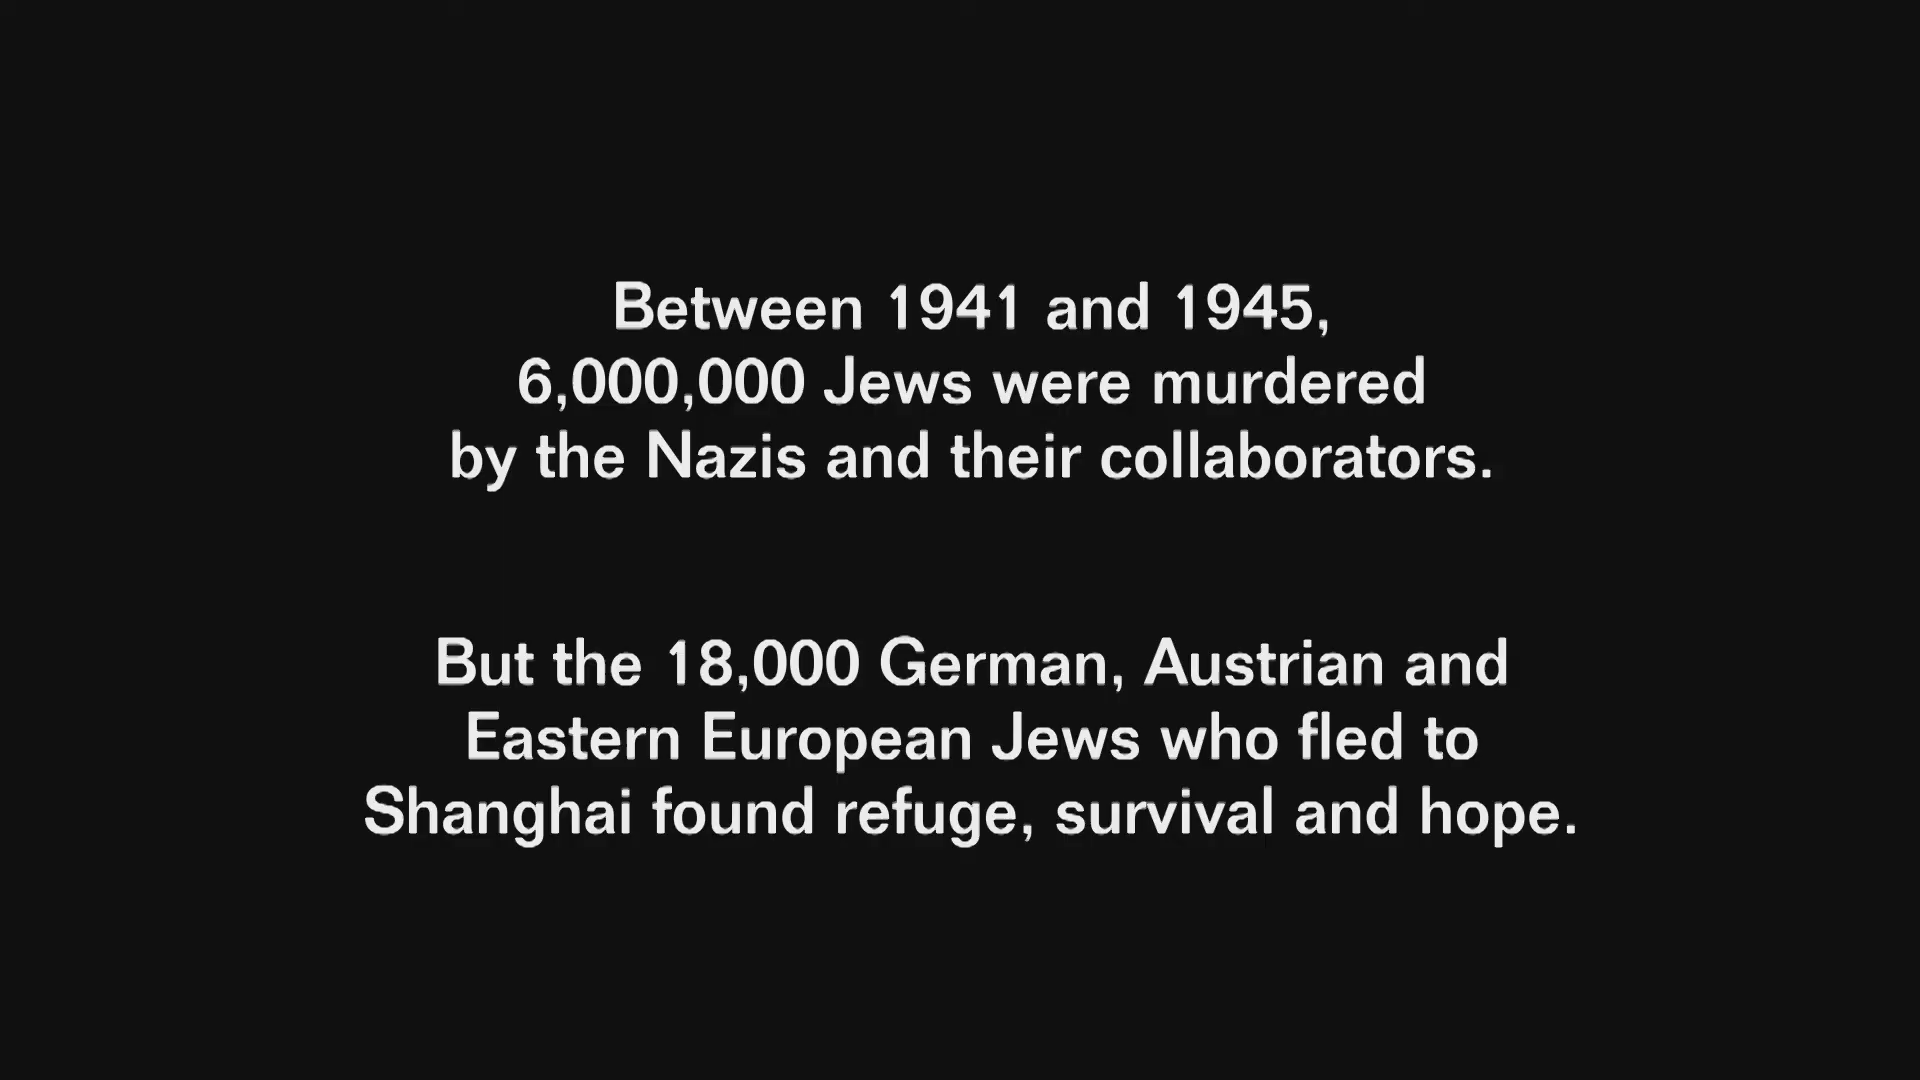 Between 1941 and 1945,
6,000,000 Jews were murdered
by the Nazis and their collaborators.
But the 18,000 German, Austrian and
Eastern European Jews who fled to
Shanghai found refuge, survival and hope.